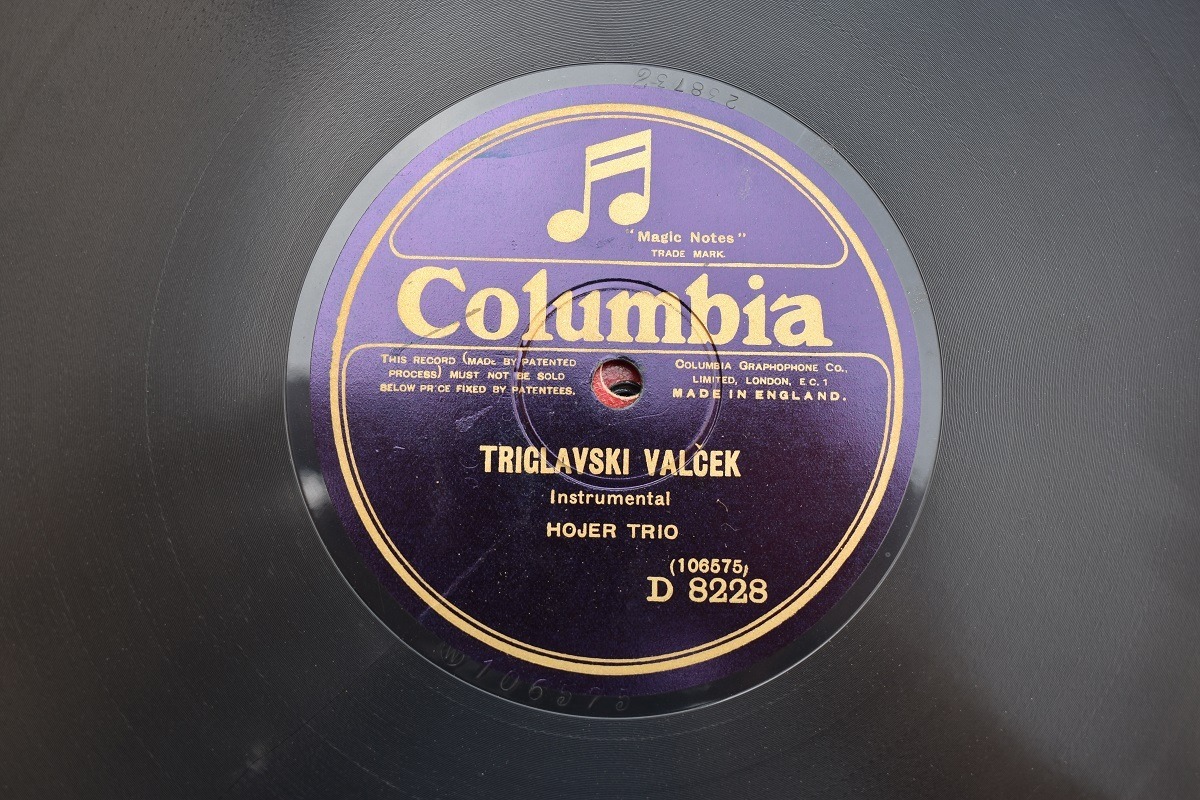 "Magic Notes"
TRADE MARK.
Columbia
THIS RECORD (MADE BY PATENTED
PROCESS) MUST NOT BE SOLD
BELOW PRICE FIXED BY PATENTEES.
COLUMBIA GRAPHOPHONE CO.,
LIMITED, LONDON, E.C.1
MADE IN ENGLAND.
TRIGLAVSKI VALČEK
Instrumental
HOJER TRIO
(106575)
D 8228
(W) 106575